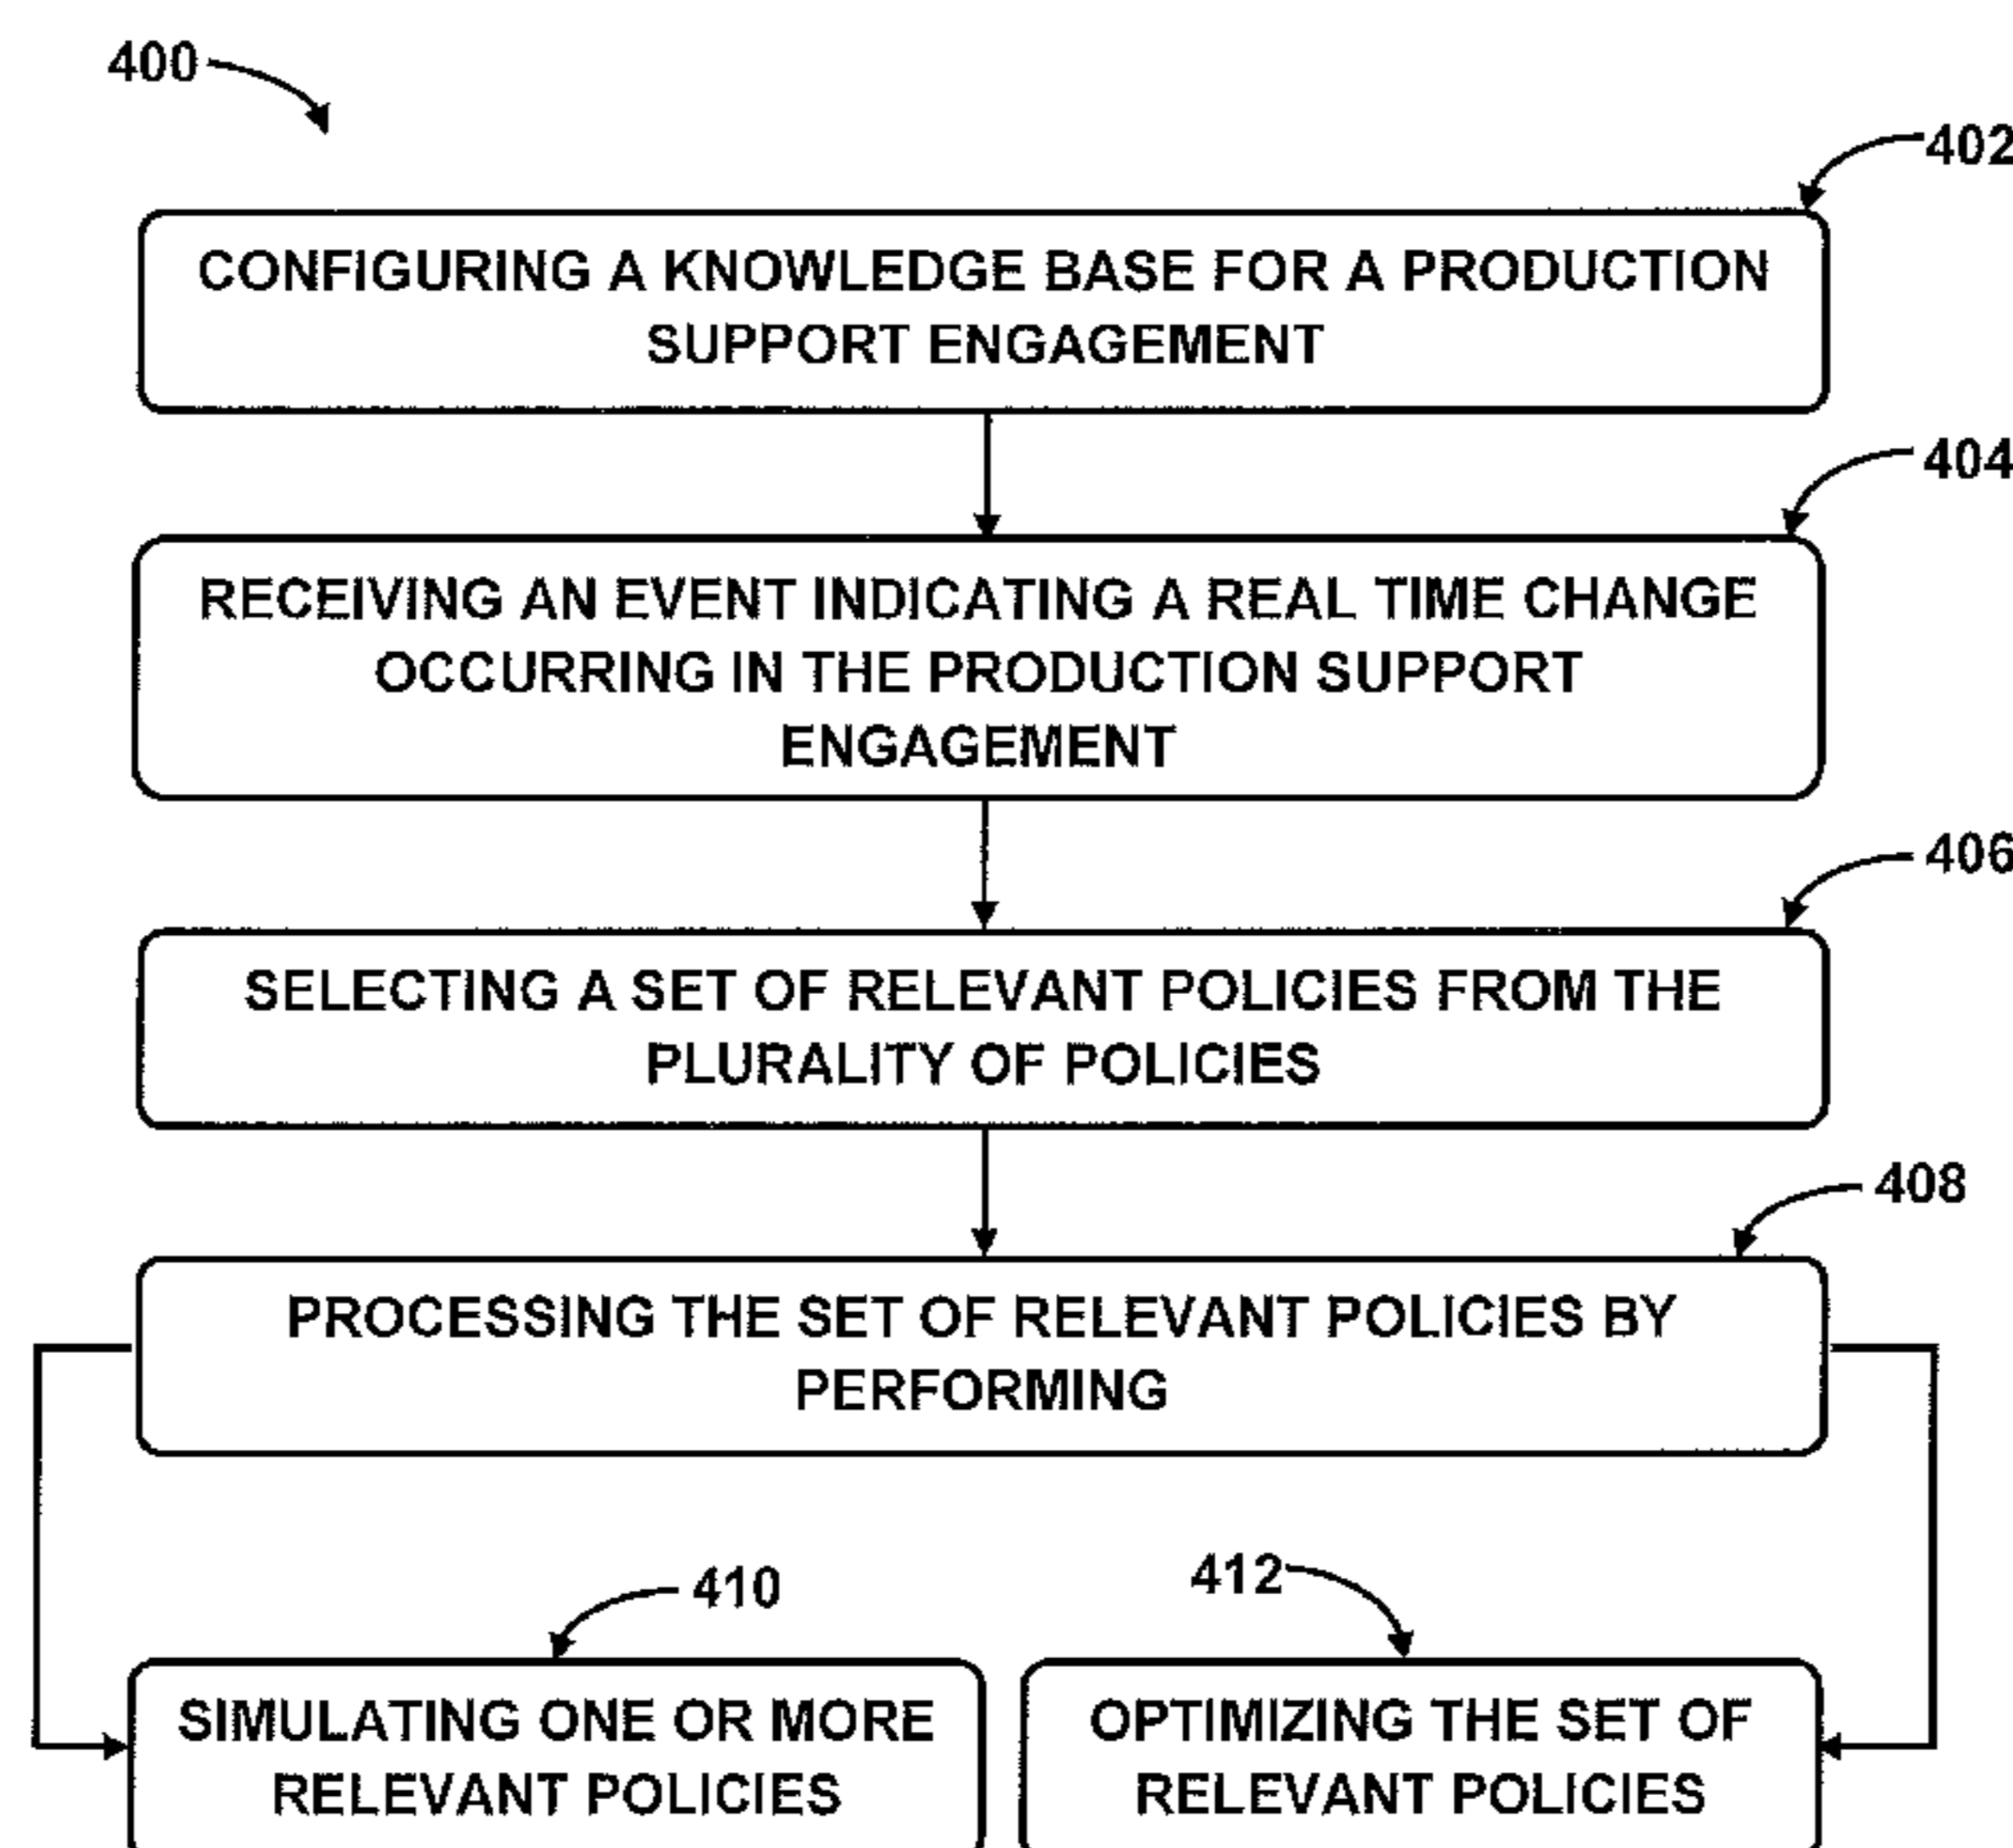 400
402
CONFIGURING A KNOWLEDGE BASE FOR A PRODUCTION
SUPPORT ENGAGEMENT
404
RECEIVING AN EVENT INDICATING A REAL TIME CHANGE
OCCURRING IN THE PRODUCTION SUPPORT
ENGAGEMENT
406
SELECTING A SET OF RELEVANT POLICIES FROM THE
PLURALITY OF POLICIES
408
PROCESSING THE SET OF RELEVANT POLICIES BY
PERFORMING
410
SIMULATING ONE OR MORE
RELEVANT POLICIES
412
OPTIMIZING THE SET OF
RELEVANT POLICIES